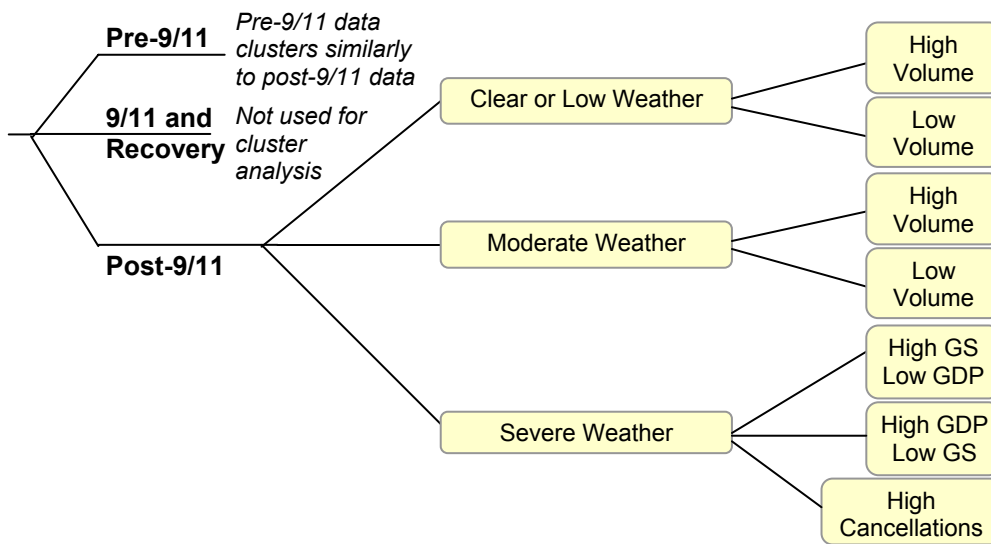 Pre-9/11
Pre-9/11 data
clusters similarly
to post-9/11 data
9/11 and
Recovery
Not used for
cluster
analysis
Post-9/11
Clear or Low Weather
High
Volume
Low
Volume
Moderate Weather
High
Volume
Low
Volume
Severe Weather
High GS
Low GDP
High GDP
Low GS
High
Cancellations